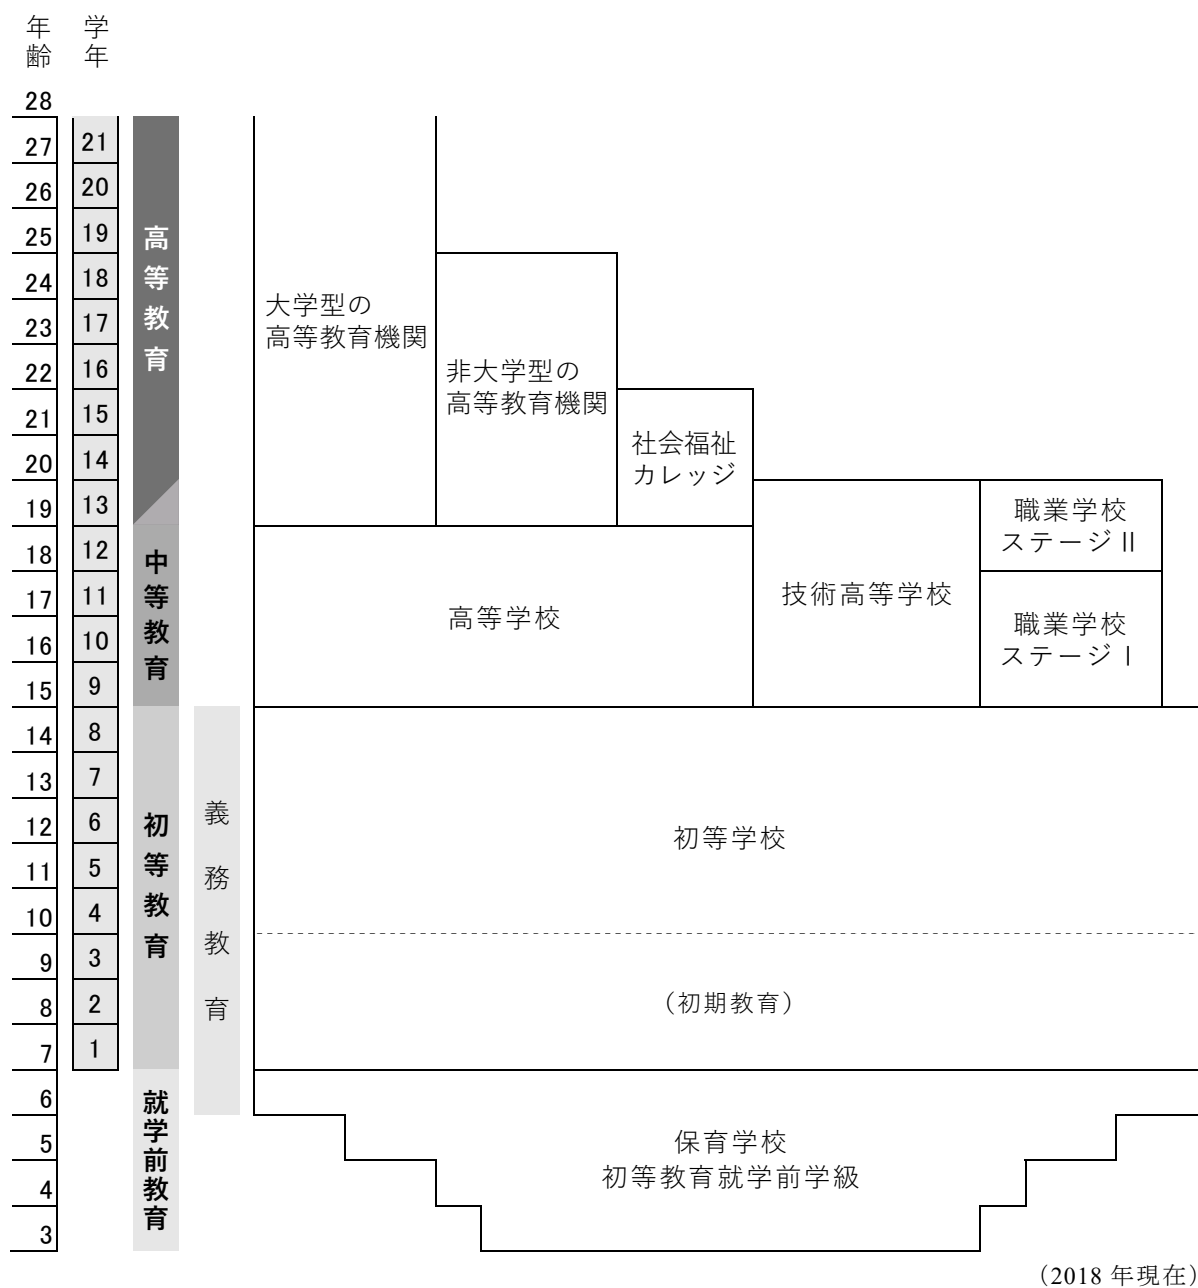 年齢
学年
28
27
26
25
24
23
22
21
20
19
18
17
16
15
14
13
12
11
10
9
8
7
6
5
4
3
21
20
19
18
17
16
15
14
13
12
11
10
9
8
7
6
5
4
3
2
1
高等教育
中等教育
初等教育
就学前教育
義務教育
大学型の
高等教育機関
非大学型の
高等教育機関
社会福祉
カレッジ
高等学校
技術高等学校
職業学校
ステージⅡ
職業学校
ステージⅠ
初等学校
（初期教育）
保育学校
初等教育就学前学級
（2018 年現在）